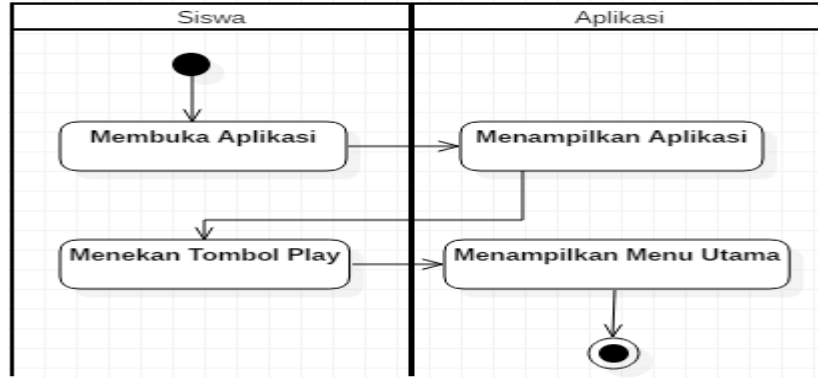 Siswa
Aplikasi
Membuka Aplikasi
Menampilkan Aplikasi
Menekan Tombol Play
Menampilkan Menu Utama